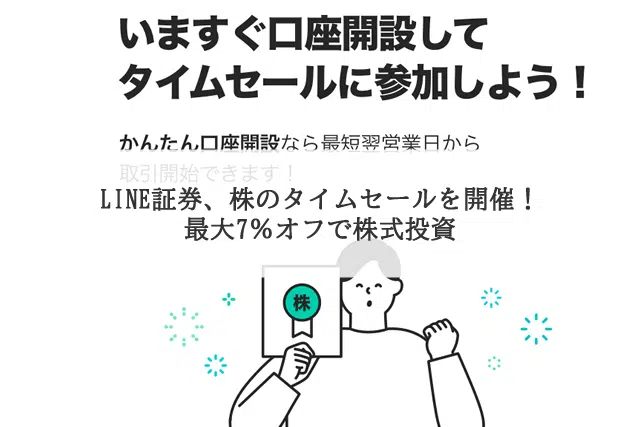 いますぐ口座開設して
タイムセールに参加しよう！
かんたん口座開設なら最短翌営業日から
取引開始できます！
LINE証券、株のタイムセールを開催！
最大7％オフで株式投資
株